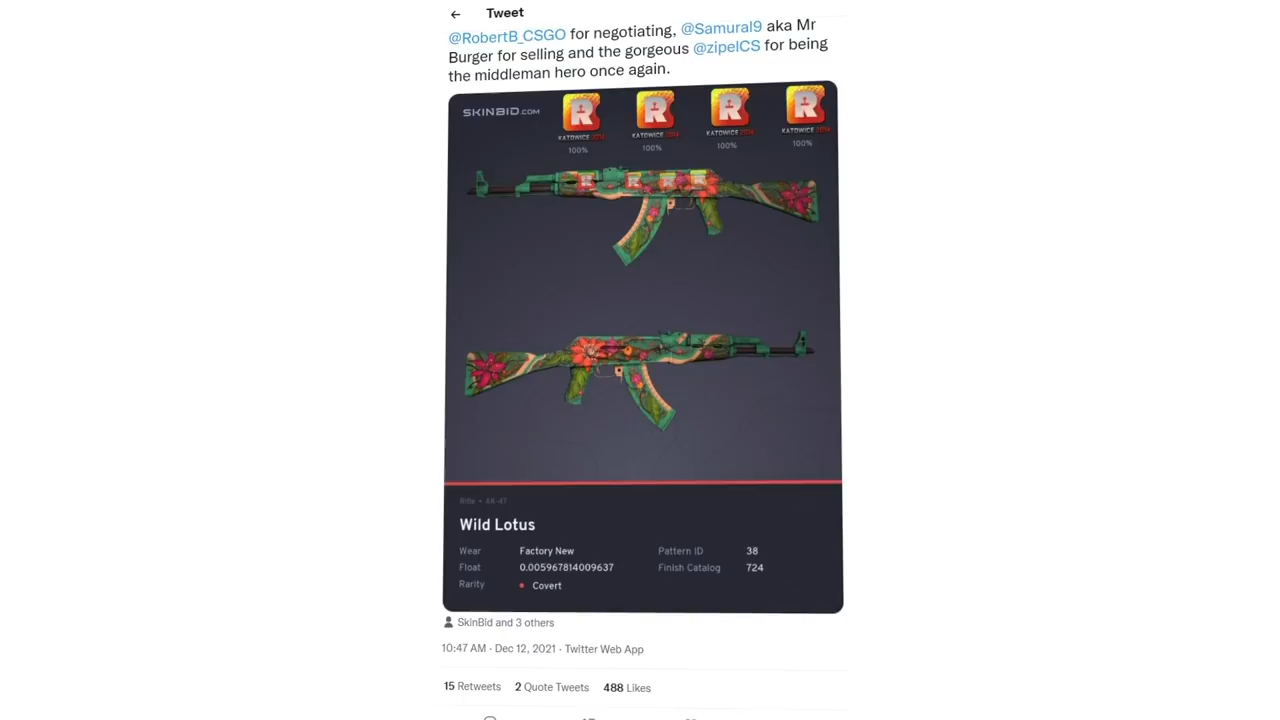 Tweet
@RobertB_CSGO for negotiating, @Samural9 aka Mr
Burger for selling and the gorgeous @zipelCS for being
the middleman hero once again.
SKINBID.COM
R R R R
KATOWICE 2014 KATOWICE 2014 KATOWICE 2014 KATOWICE 2014
100% 100% 100% 100%
Rifle • AK-47
Wild Lotus
Wear Factory New Pattern ID 38
Float 0.005967814009637 Finish Catalog 724
Rarity Covert
SkinBid and 3 others
10:47 AM · Dec 12, 2021 · Twitter Web App
15 Retweets 2 Quote Tweets 488 Likes